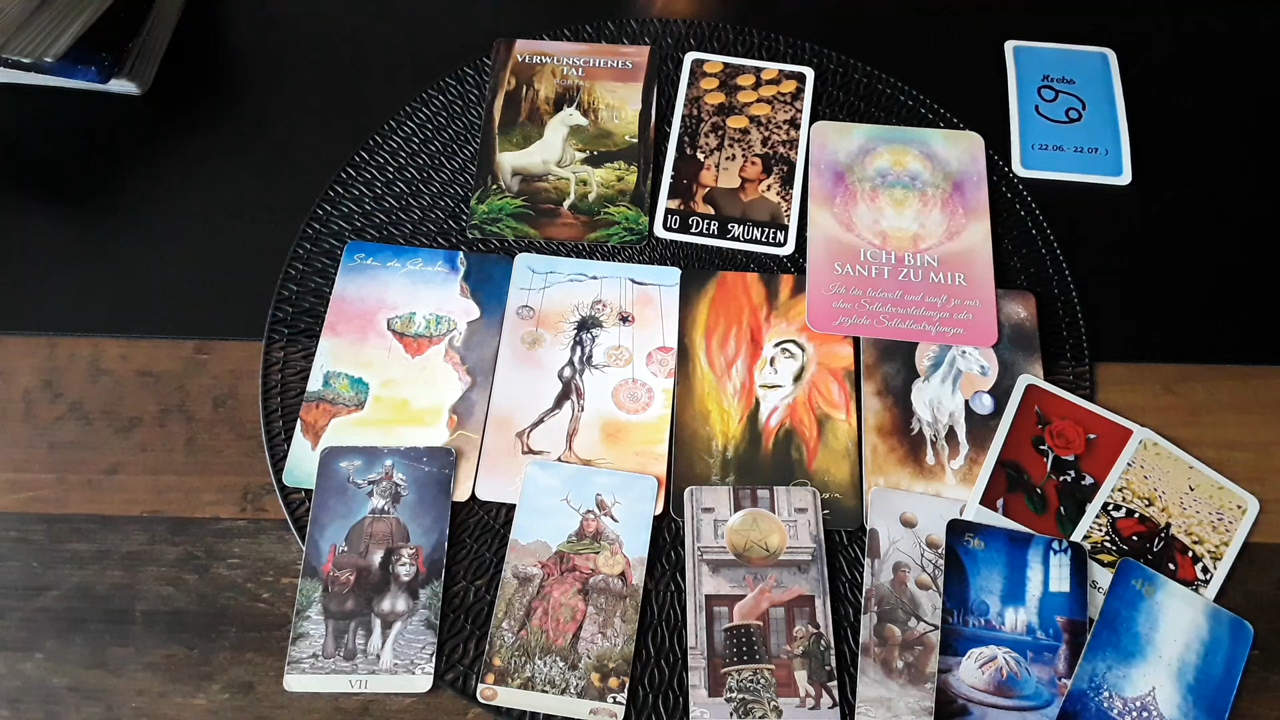 VERWUNSCHENES
TAL
PORTAL
10 DER MÜNZEN
Krebs
( 22.06.- 22.07. )
ICH BIN
SANFT ZU MIR
Ich bin liebevoll und sanft zu mir,
ohne Selbstverurteilungen oder
jegliche Selbstbestrafungen.
56
VII